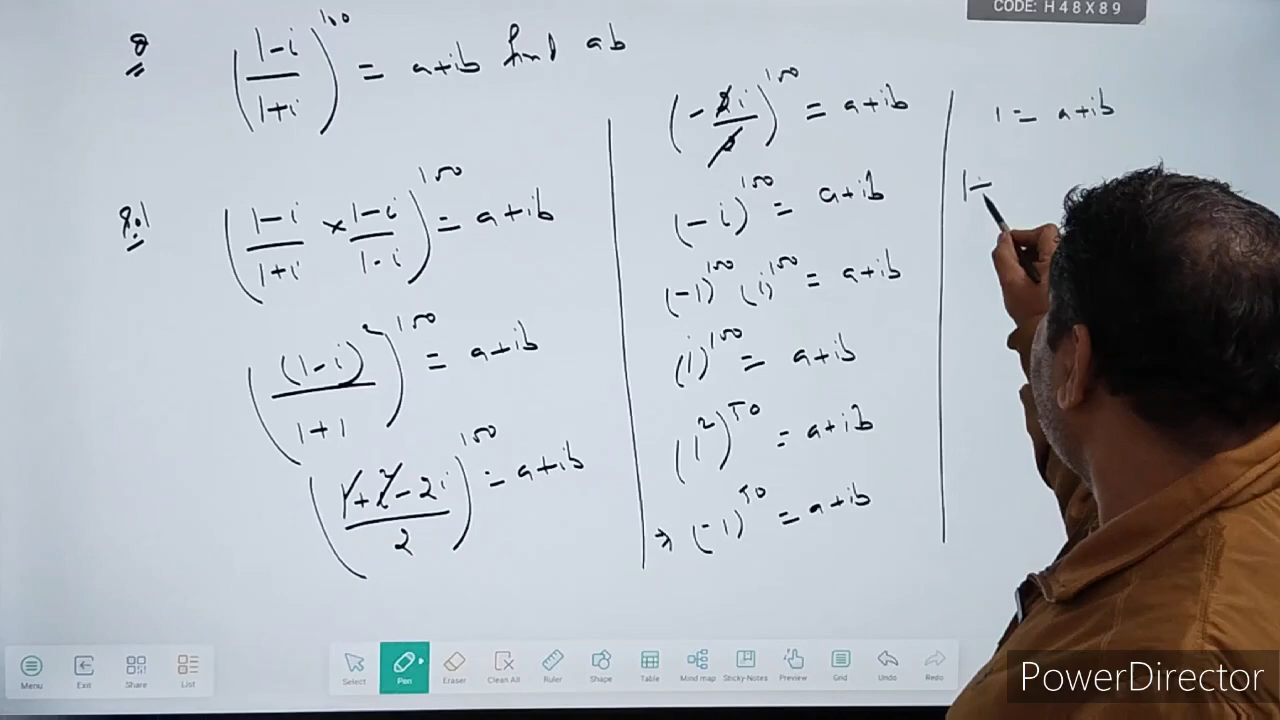 CODE: H48X89
Q ((1-i)/(1+i))^100 = a+ib find ab
Sol ((1-i)/(1+i) × (1-i)/(1-i))^100 = a+ib
((1-i)^2/(1+1))^100 = a+ib
((1+i^2-2i)/2)^100 = a+ib
(-2i/2)^100 = a+ib
(-i)^100 = a+ib
(-1)^100 (i)^100 = a+ib
(i)^100 = a+ib
(i^2)^50 = a+ib
⇒ (-1)^50 = a+ib
1 = a+ib
Menu Exit Share List Select Pen Eraser Clean All Ruler Shape Table Mind map Sticky-Notes Preview Grid Undo Redo
PowerDirector